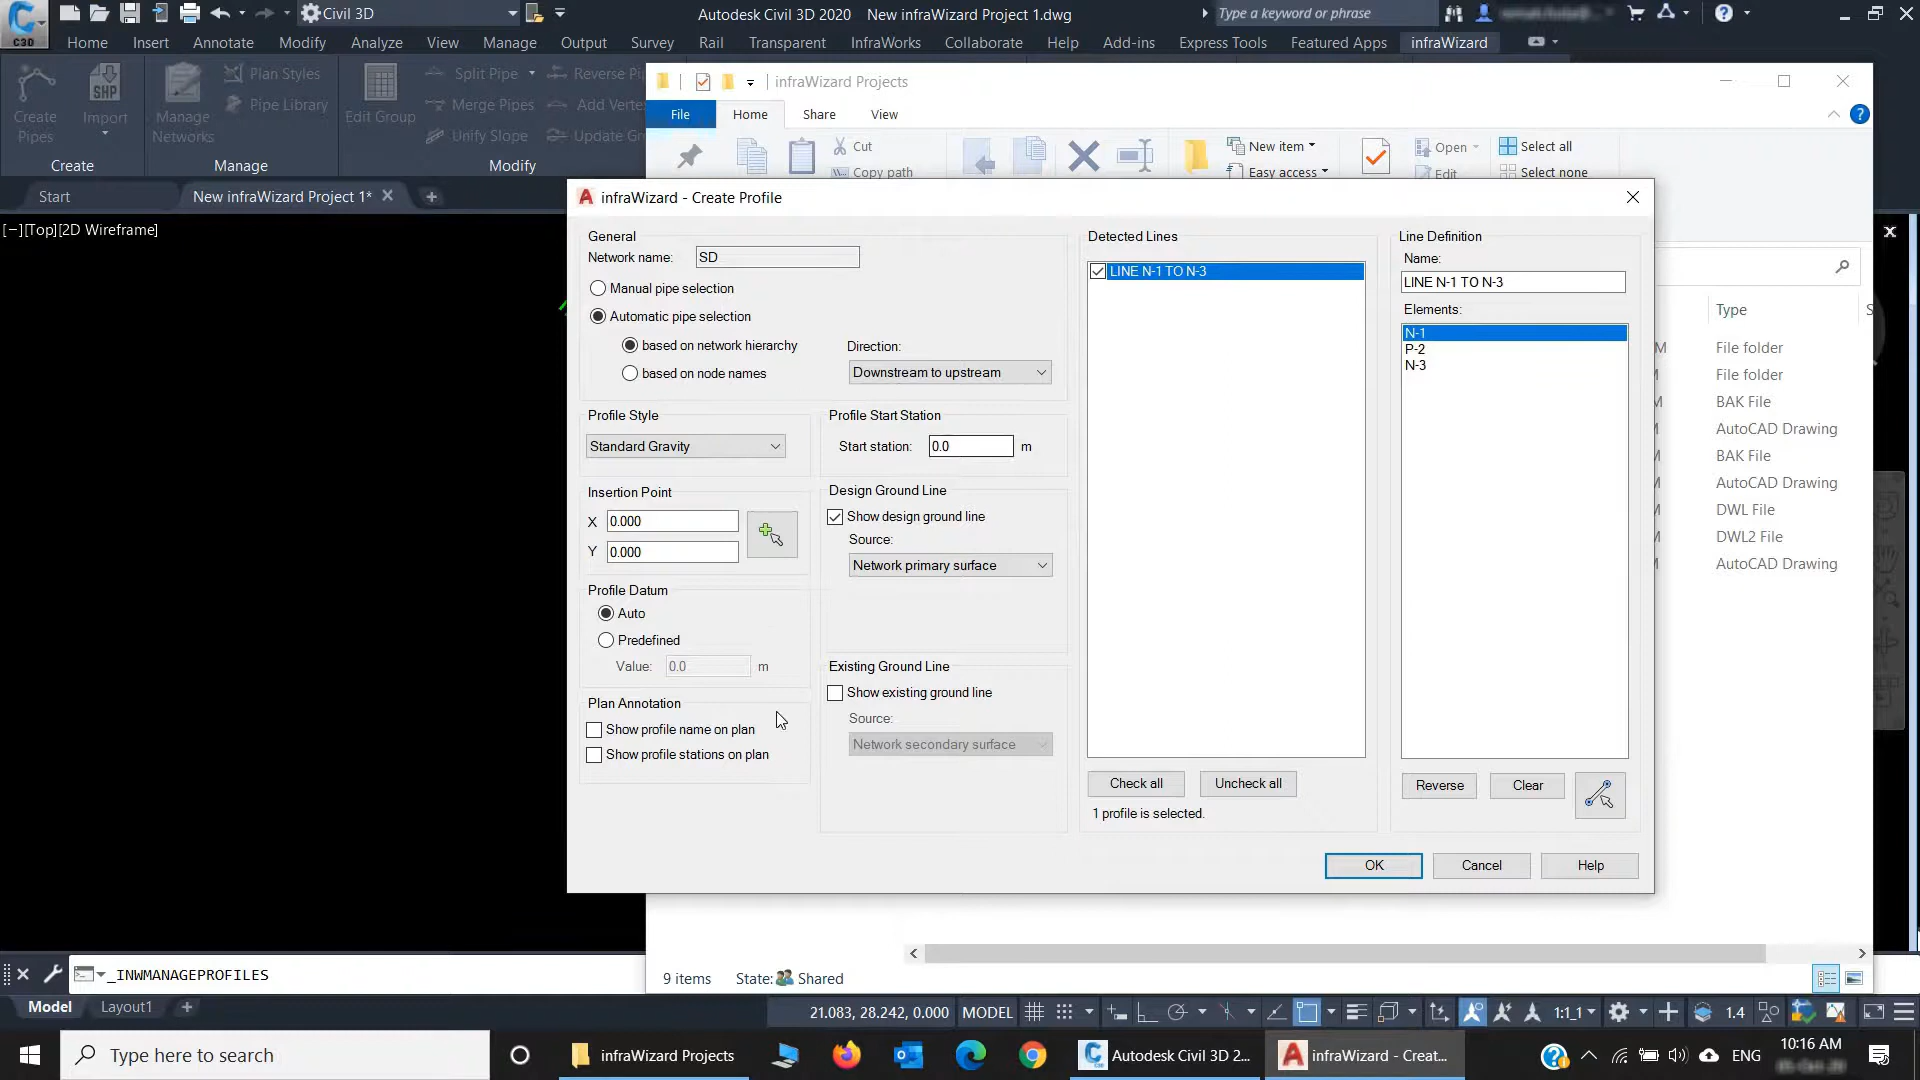 Civil 3D
Autodesk Civil 3D 2020 New infraWizard Project 1.dwg
Type a keyword or phrase
C3D
Home Insert Annotate Modify Analyze View Manage Output Survey Rail Transparent InfraWorks Collaborate Help Add-ins Express Tools Featured Apps infraWizard
Create Pipes
SHP
Import
Create
Manage Networks
Plan Styles
Pipe Library
Manage
Edit Group
Split Pipe
Merge Pipes
Unify Slope
Reverse Pi
Add Verte
Update Gr
Modify
infraWizard Projects
File Home Share View
Cut
Copy path
New item
Easy access
Open
Edit
Select all
Select none
Start
New infraWizard Project 1*
[−][Top][2D Wireframe]
infraWizard - Create Profile
General
Network name: SD
Manual pipe selection
Automatic pipe selection
based on network hierarchy
based on node names
Direction:
Downstream to upstream
Profile Style
Standard Gravity
Profile Start Station
Start station: 0.0 m
Insertion Point
X 0.000
Y 0.000
Design Ground Line
Show design ground line
Source:
Network primary surface
Profile Datum
Auto
Predefined
Value: 0.0 m
Existing Ground Line
Show existing ground line
Source:
Network secondary surface
Plan Annotation
Show profile name on plan
Show profile stations on plan
Detected Lines
LINE N-1 TO N-3
Check all
Uncheck all
1 profile is selected.
Line Definition
Name:
LINE N-1 TO N-3
Elements:
N-1
P-2
N-3
Reverse
Clear
OK
Cancel
Help
Type
S
M File folder
M File folder
M BAK File
M AutoCAD Drawing
M BAK File
M AutoCAD Drawing
M DWL File
M DWL2 File
M AutoCAD Drawing
9 items State: Shared
_INWMANAGEPROFILES
Model Layout1
21.083, 28.242, 0.000 MODEL
1:1_1
1.4
Type here to search
infraWizard Projects
Autodesk Civil 3D 2...
infraWizard - Creat...
ENG
10:16 AM